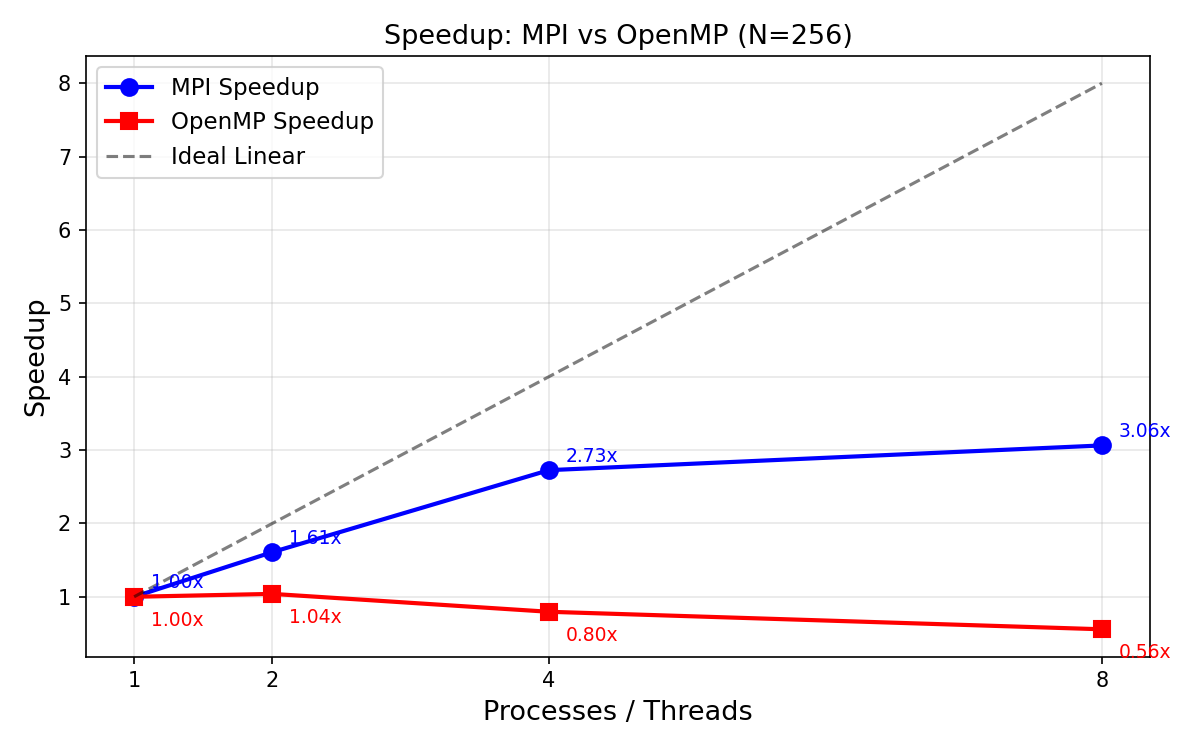 Speedup: MPI vs OpenMP (N=256)
MPI Speedup
OpenMP Speedup
Ideal Linear
Speedup
8
7
6
5
4
3
2
1
3.06x
2.73x
1.61x
1.00x
1.00x
1.04x
0.80x
0.56x
1
2
4
8
Processes / Threads